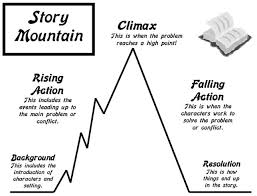 Story
Mountain
Climax
This is when the problem
reaches a high point!
Rising
Action
This includes the
events leading up to
the main problem or
conflict.
Falling
Action
This is when the
characters work to
solve the problem
or conflict.
Background
This includes the
introduction of
characters and
setting.
Resolution
This is how
things end up
in the story.